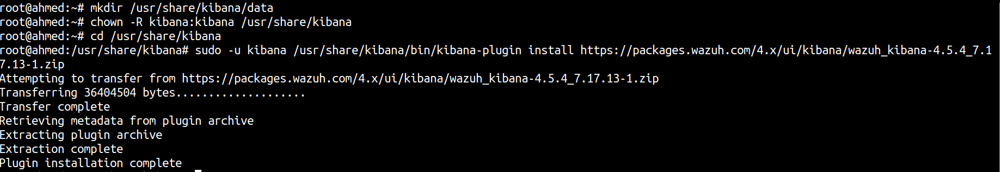 root@ahmed:~# mkdir /usr/share/kibana/data
root@ahmed:~# chown -R kibana:kibana /usr/share/kibana
root@ahmed:~# cd /usr/share/kibana
root@ahmed:/usr/share/kibana# sudo -u kibana /usr/share/kibana/bin/kibana-plugin install https://packages.wazuh.com/4.x/ui/kibana/wazuh_kibana-4.5.4_7.1
7.13-1.zip
Attempting to transfer from https://packages.wazuh.com/4.x/ui/kibana/wazuh_kibana-4.5.4_7.17.13-1.zip
Transferring 36404504 bytes....................
Transfer complete
Retrieving metadata from plugin archive
Extracting plugin archive
Extraction complete
Plugin installation complete